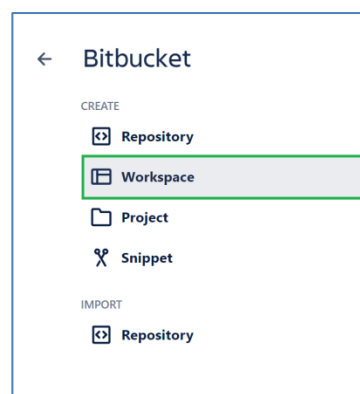 Bitbucket
CREATE
Repository
Workspace
Project
Snippet
IMPORT
Repository